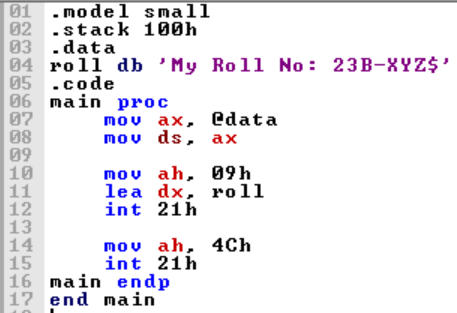 01 .model small
02 .stack 100h
03 .data
04 roll db 'My Roll No: 23B-XYZ$'
05 .code
06 main proc
07 mov ax, @data
08 mov ds, ax
09
10 mov ah, 09h
11 lea dx, roll
12 int 21h
13
14 mov ah, 4Ch
15 int 21h
16 main endp
17 end main